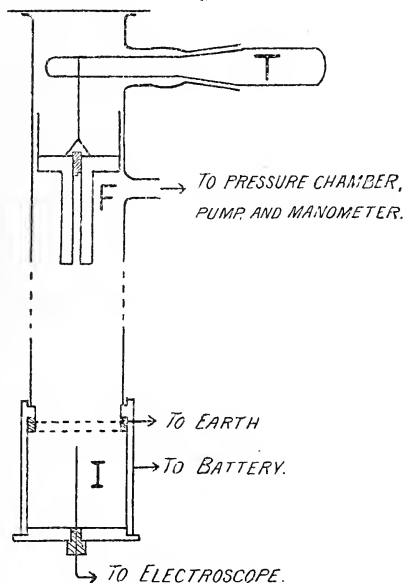 T
F
TO PRESSURE CHAMBER,
PUMP, AND MANOMETER.
TO EARTH
I
TO BATTERY.
TO ELECTROSCOPE.